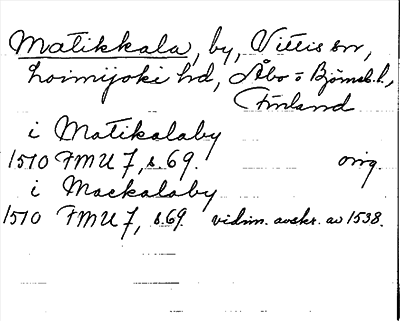 Matikkala, by, Vittis sn,
Loimijoki hd, Åbo o Björneb. l.,
Finland
i Matikalaby
1510 FMU 7, s. 69. orig.
i Mackalaby
1510 FMU 7, s. 69. vidim. avskr. av 1538.